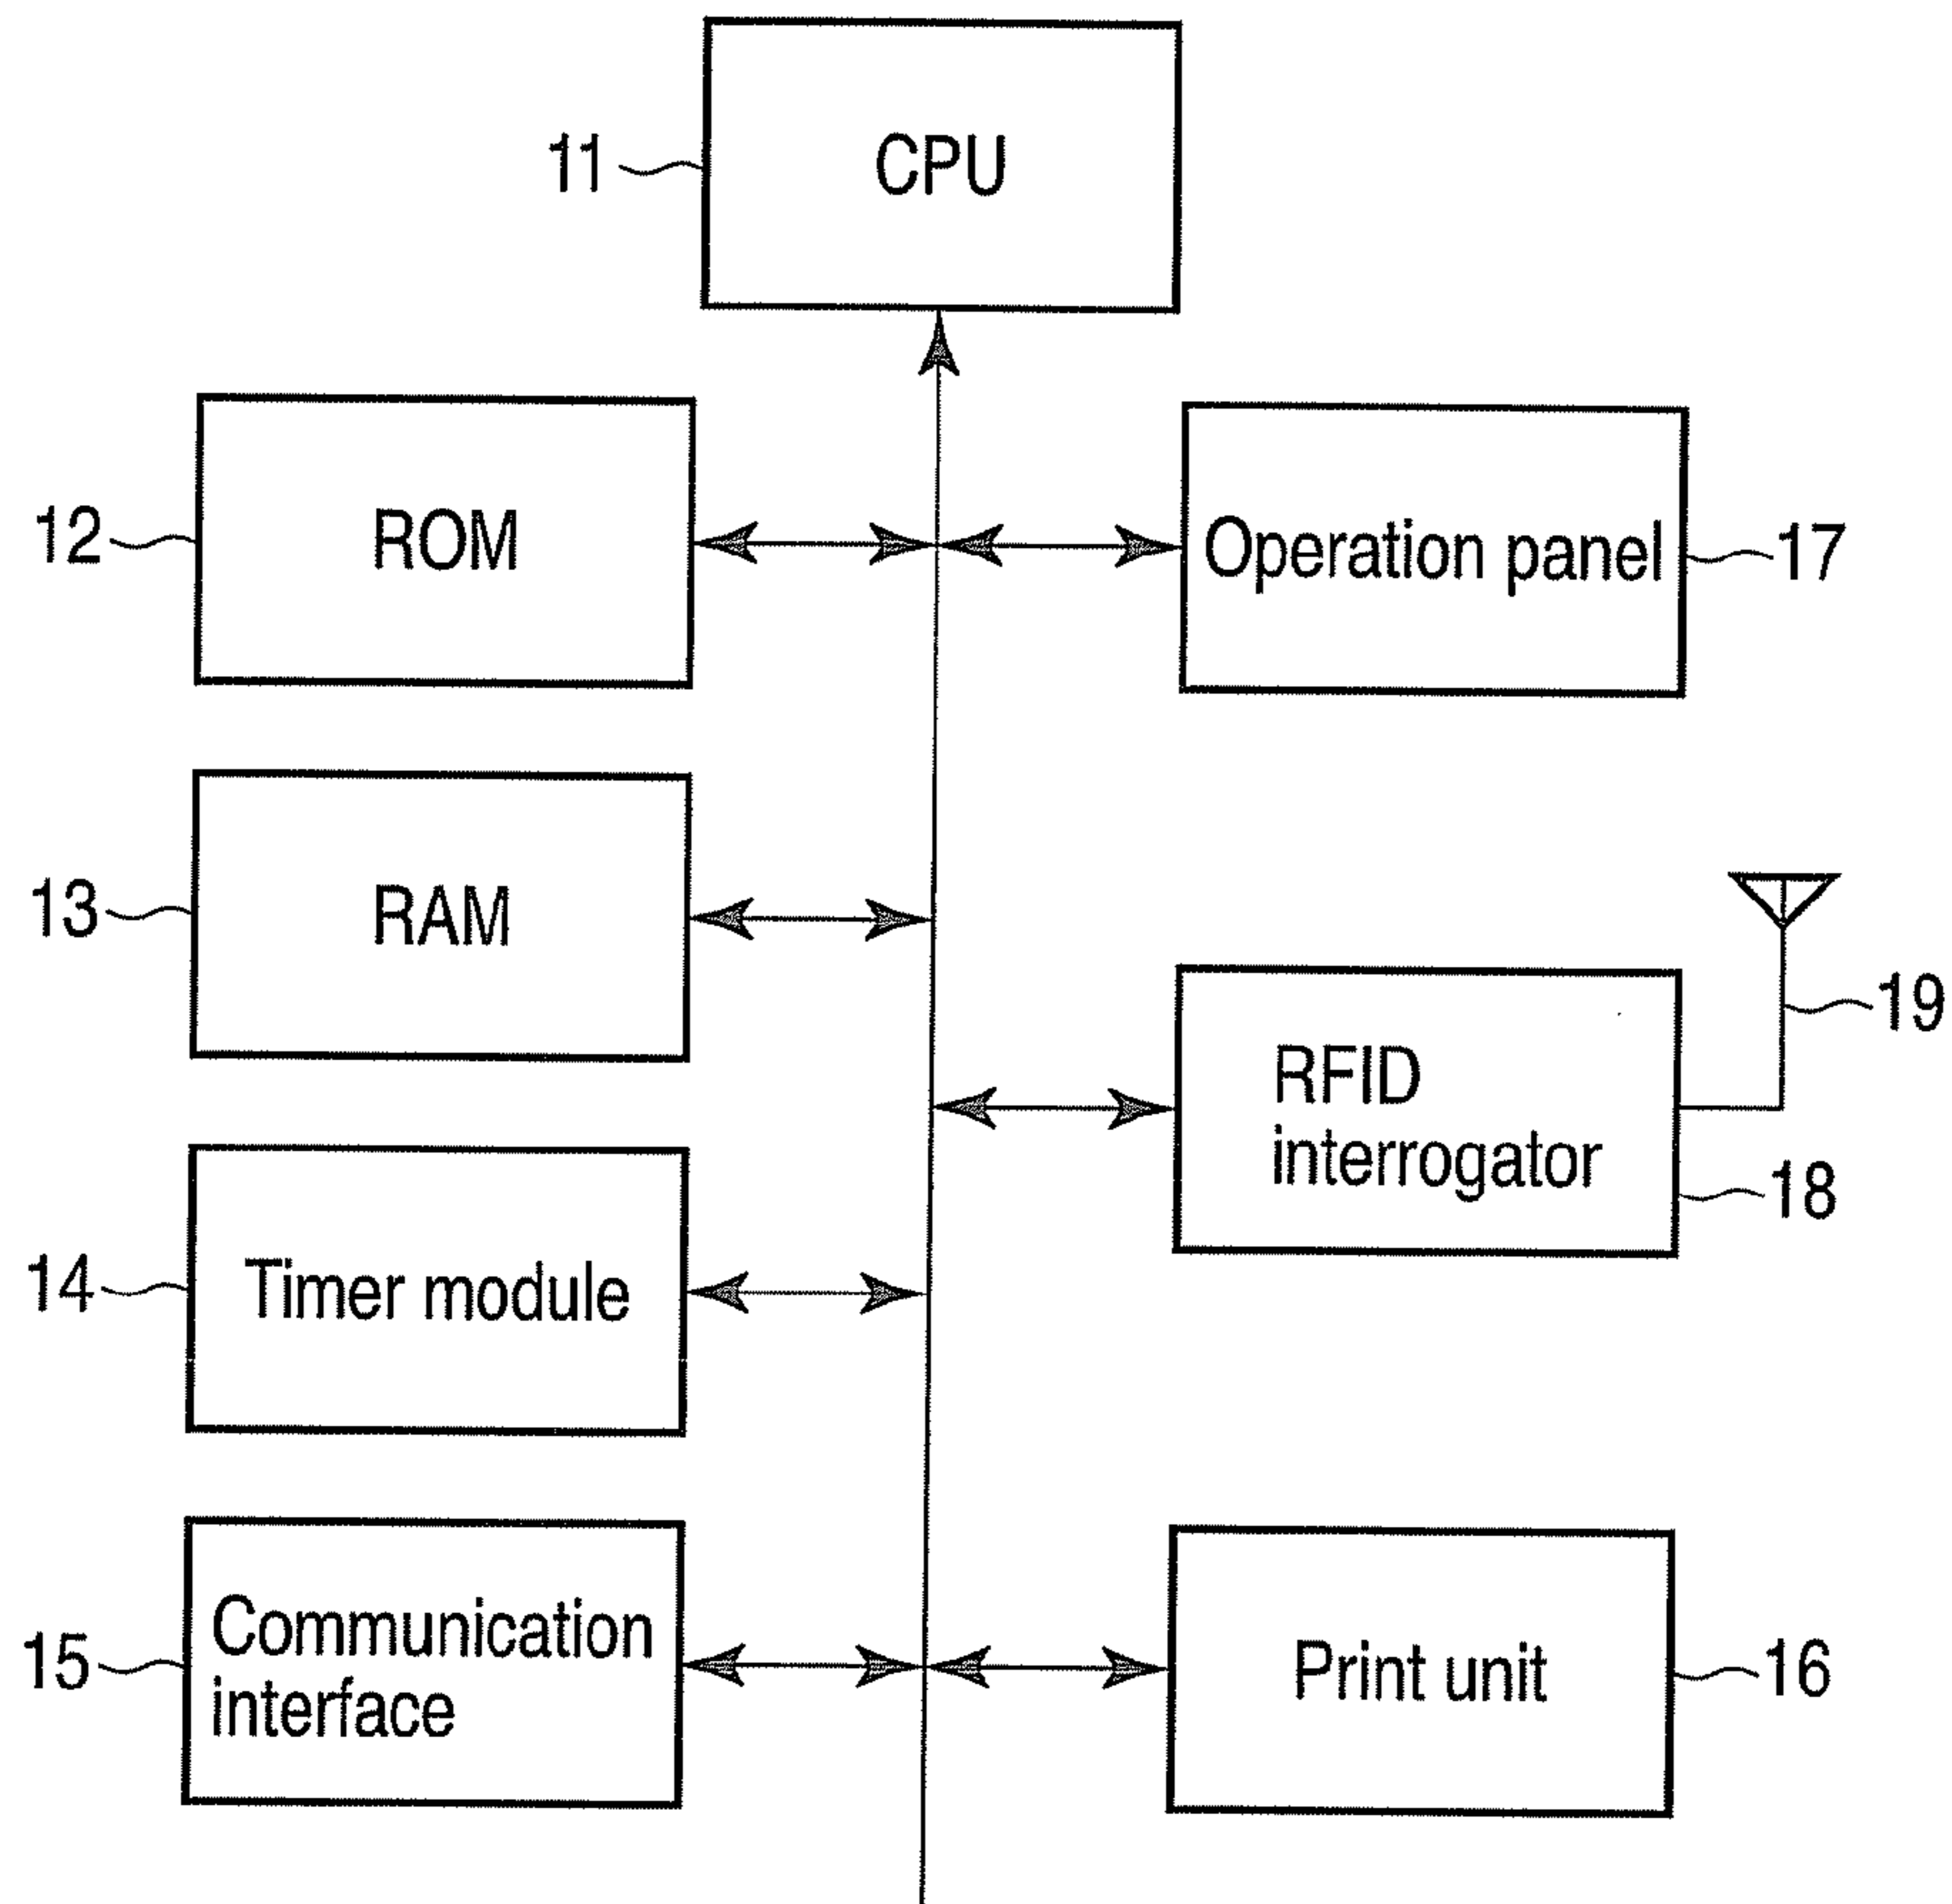 11
CPU
12
ROM
Operation panel
17
13
RAM
19
RFID
interrogator
18
14
Timer module
15
Communication
interface
Print unit
16